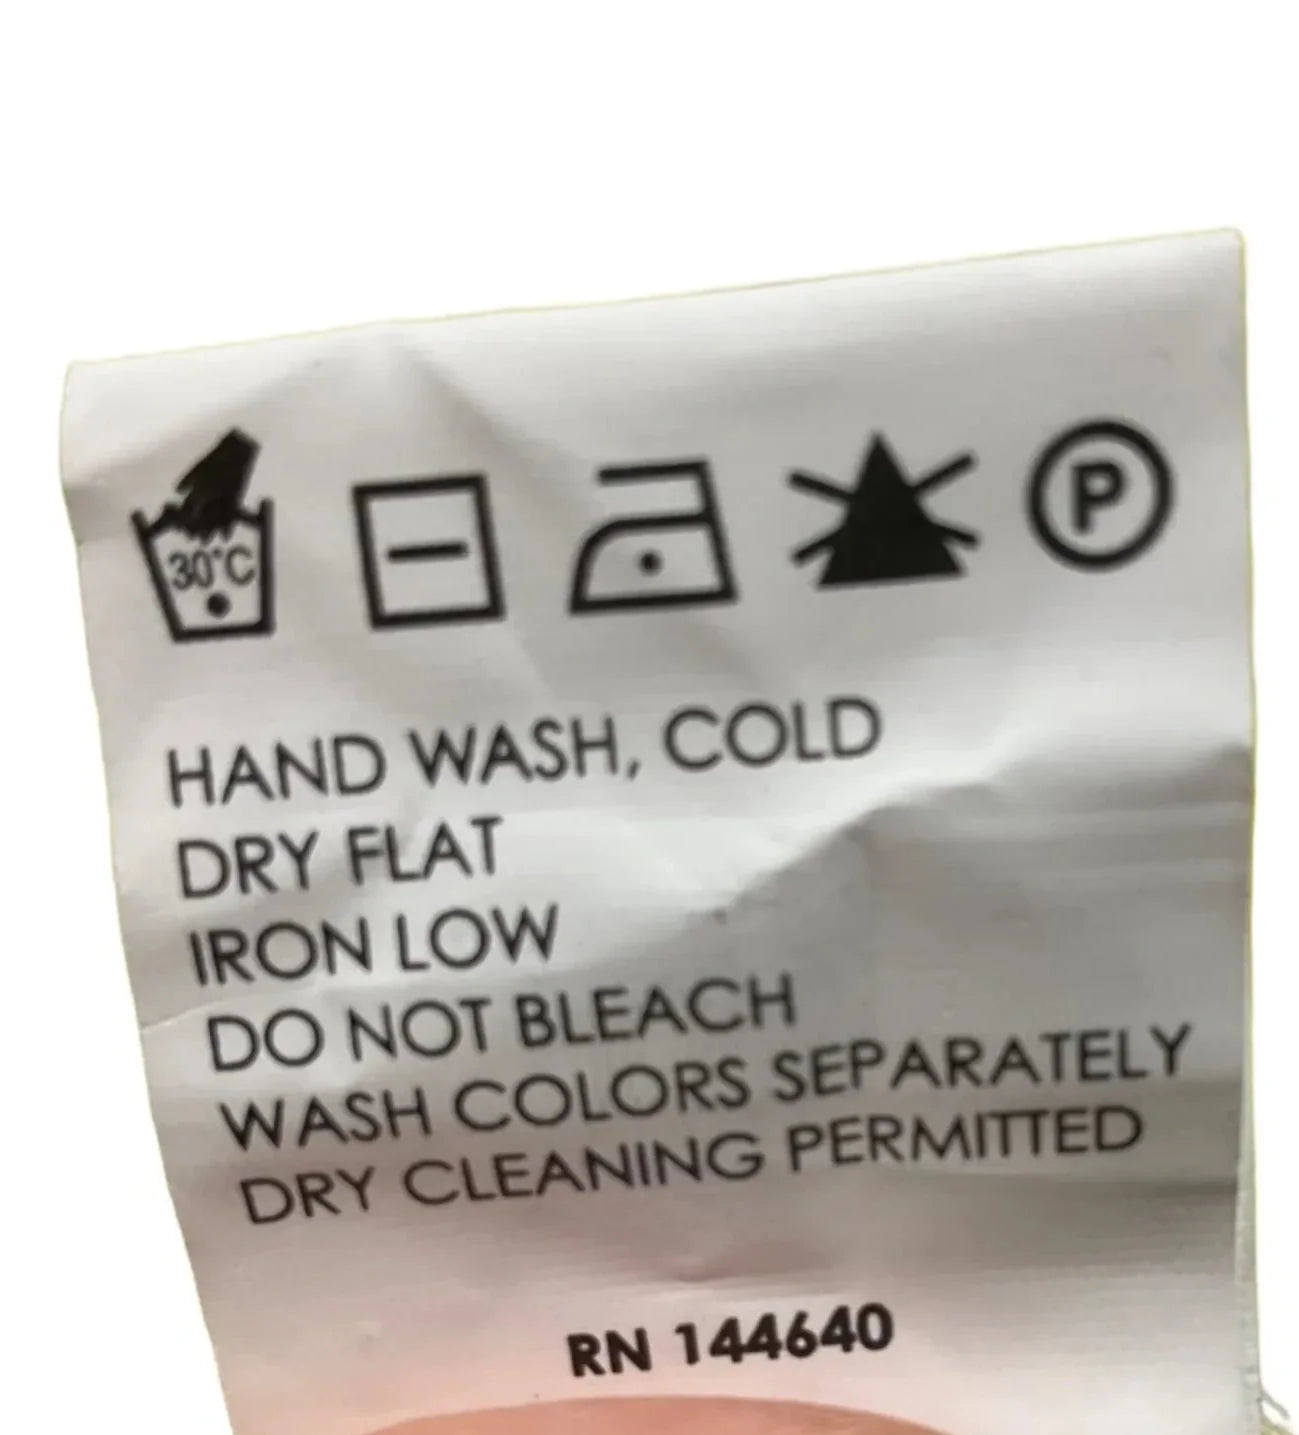 30°C
P
HAND WASH, COLD
DRY FLAT
IRON LOW
DO NOT BLEACH
WASH COLORS SEPARATELY
DRY CLEANING PERMITTED
RN 144640